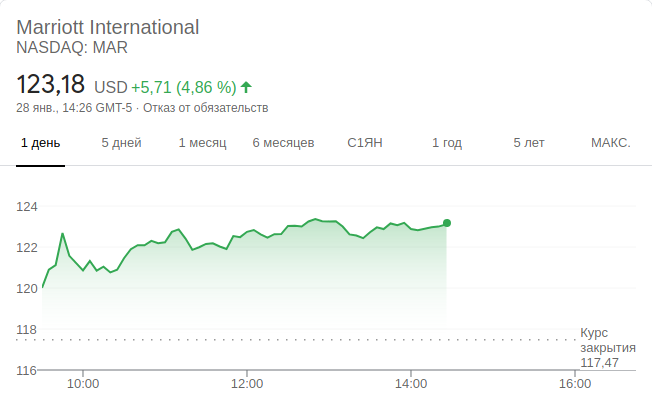 Marriott International
NASDAQ: MAR
123,18 USD +5,71 (4,86 %)
28 янв., 14:26 GMT-5 · Отказ от обязательств
1 день 5 дней 1 месяц 6 месяцев С1ЯН 1 год 5 лет МАКС.
124
122
120
118
Курс
закрытия
117,47
116
10:00 12:00 14:00 16:00